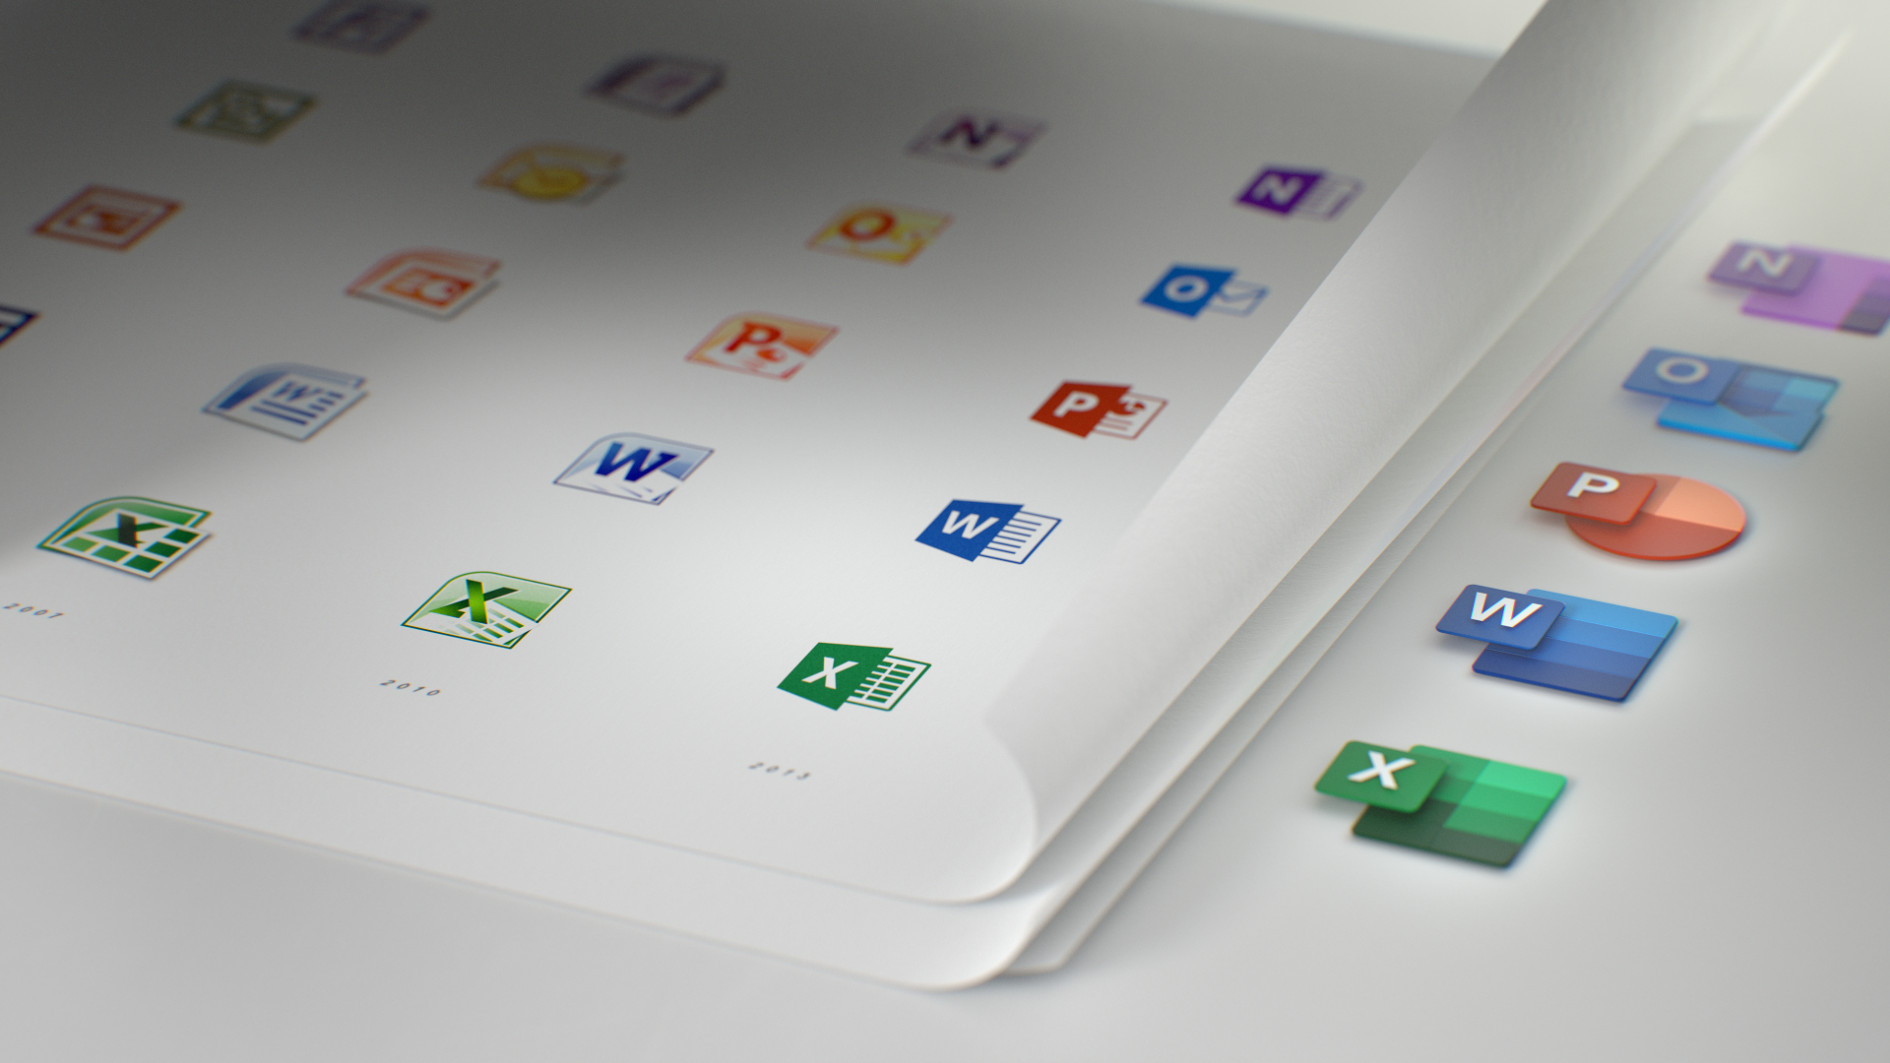 N N N
O O O
P P P
W W W W
X X X X
2007 2010 2013